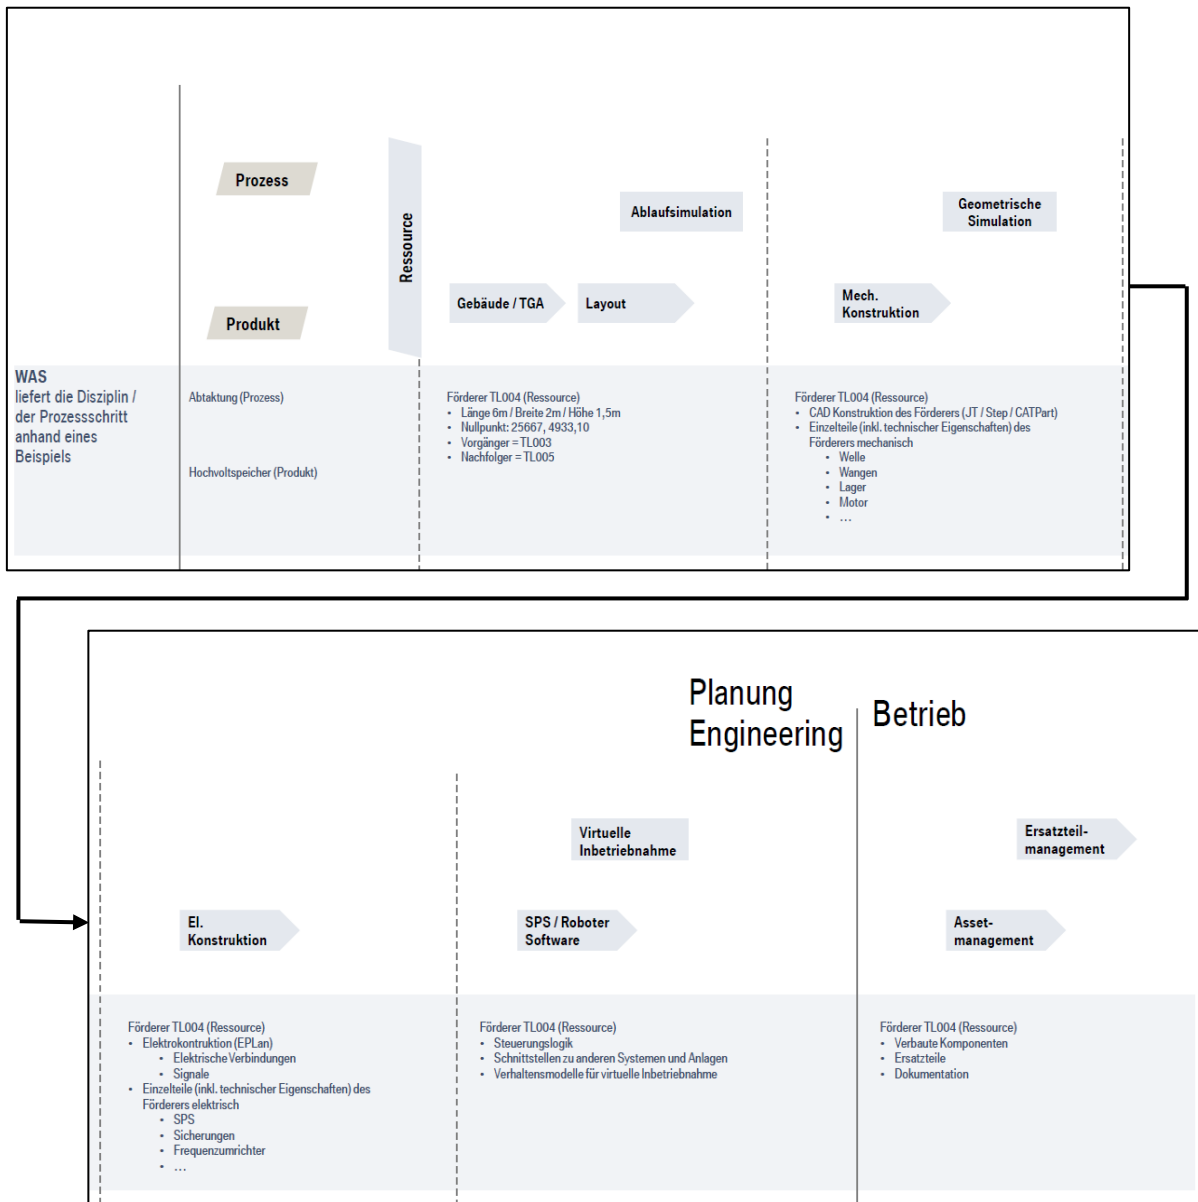 Prozess
Produkt
Ressource
Ablaufsimulation
Gebäude / TGA
Layout
Geometrische
Simulation
Mech.
Konstruktion
WAS
liefert die Disziplin /
der Prozessschritt
anhand eines
Beispiels
Abtaktung (Prozess)
Hochvoltspeicher (Produkt)
Förderer TL004 (Ressource)
• Länge 6m / Breite 2m / Höhe 1,5m
• Nullpunkt: 25667, 4933,10
• Vorgänger = TL003
• Nachfolger = TL005
Förderer TL004 (Ressource)
• CAD Konstruktion des Förderers (JT / Step / CATPart)
• Einzelteile (inkl. technischer Eigenschaften) des
Förderers mechanisch
• Welle
• Wangen
• Lager
• Motor
• …
Planung
Engineering
Betrieb
El.
Konstruktion
Virtuelle
Inbetriebnahme
SPS / Roboter
Software
Ersatzteil-
management
Asset-
management
Förderer TL004 (Ressource)
• Elektrokontruktion (EPLan)
• Elektrische Verbindungen
• Signale
• Einzelteile (inkl. technischer Eigenschaften) des
Förderers elektrisch
• SPS
• Sicherungen
• Frequenzumrichter
• …
Förderer TL004 (Ressource)
• Steuerungslogik
• Schnittstellen zu anderen Systemen und Anlagen
• Verhaltensmodelle für virtuelle Inbetriebnahme
Förderer TL004 (Ressource)
• Verbaute Komponenten
• Ersatzteile
• Dokumentation